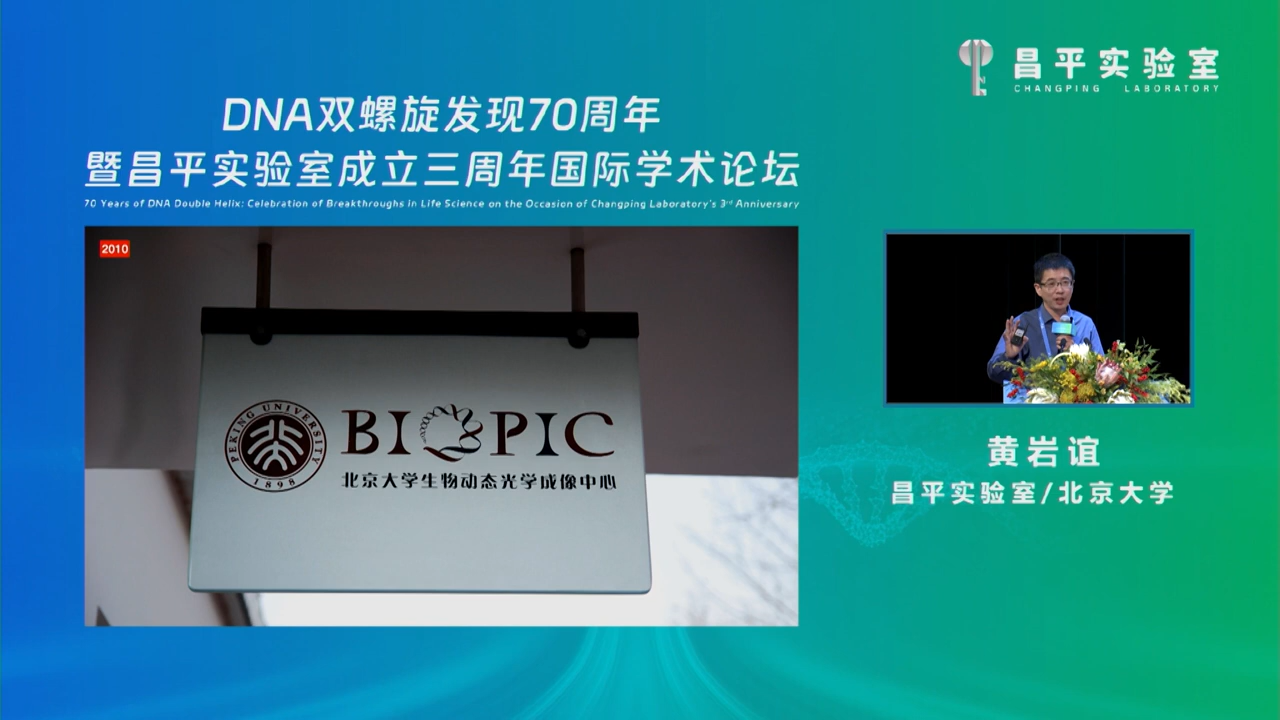 昌平实验室
CHANGPING LABORATORY
DNA双螺旋发现70周年
暨昌平实验室成立三周年国际学术论坛
70 Years of DNA Double Helix: Celebration of Breakthroughs in Life Science on the Occasion of Changping Laboratory's 3rd Anniversary
2010
PEKING UNIVERSITY
1898
BIOPIC
北京大学生物动态光学成像中心
黄岩谊
昌平实验室/北京大学